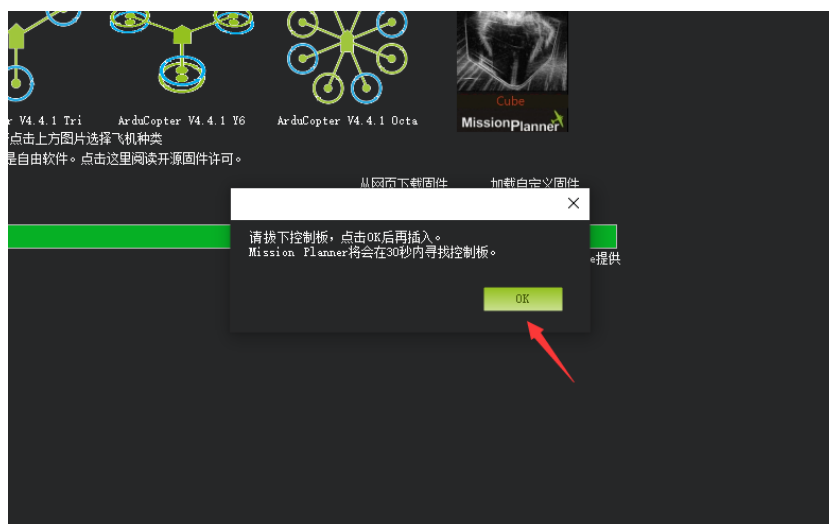 Cube
Mission Planner
r V4.4.1 Tri
ArduCopter V4.4.1 Y6
ArduCopter V4.4.1 Octa
点击上方图片选择飞机种类
是自由软件。点击这里阅读开源固件许可。
从网页下载固件
加载自定义固件
请拔下控制板，点击OK后再插入。
Mission Planner将会在30秒内寻找控制板。
e提供
OK